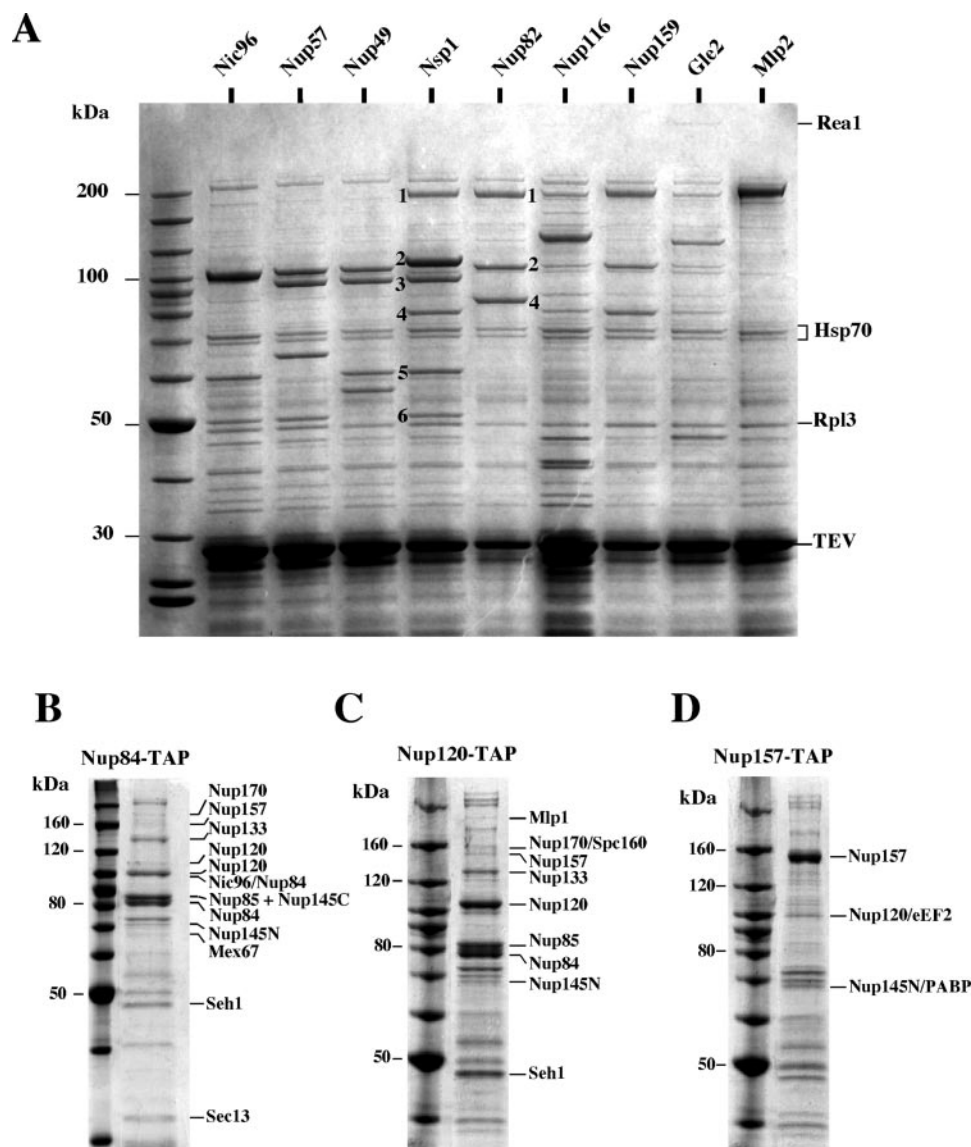 A
Nic96 Nup57 Nup49 Nsp1 Nup82 Nup116 Nup159 Glc2 Mlp2
kDa
Rea1
200 1 1
2 2
100 3
4 4
Hsp70
5
6
50 Rpl3
30
TEV
B
Nup84-TAP
kDa
Nup170
Nup157
160
Nup133
120
Nup120
Nup120
Nic96/Nup84
Nup85 + Nup145C
80
Nup84
Nup145N
Mex67
50
Seh1
Sec13
C
Nup120-TAP
kDa
Mlp1
160
Nup170/Spc160
Nup157
Nup133
120
Nup120
80
Nup85
Nup84
Nup145N
50
Seh1
D
Nup157-TAP
kDa
160
Nup157
120
Nup120/eEF2
80
Nup145N/PABP
50